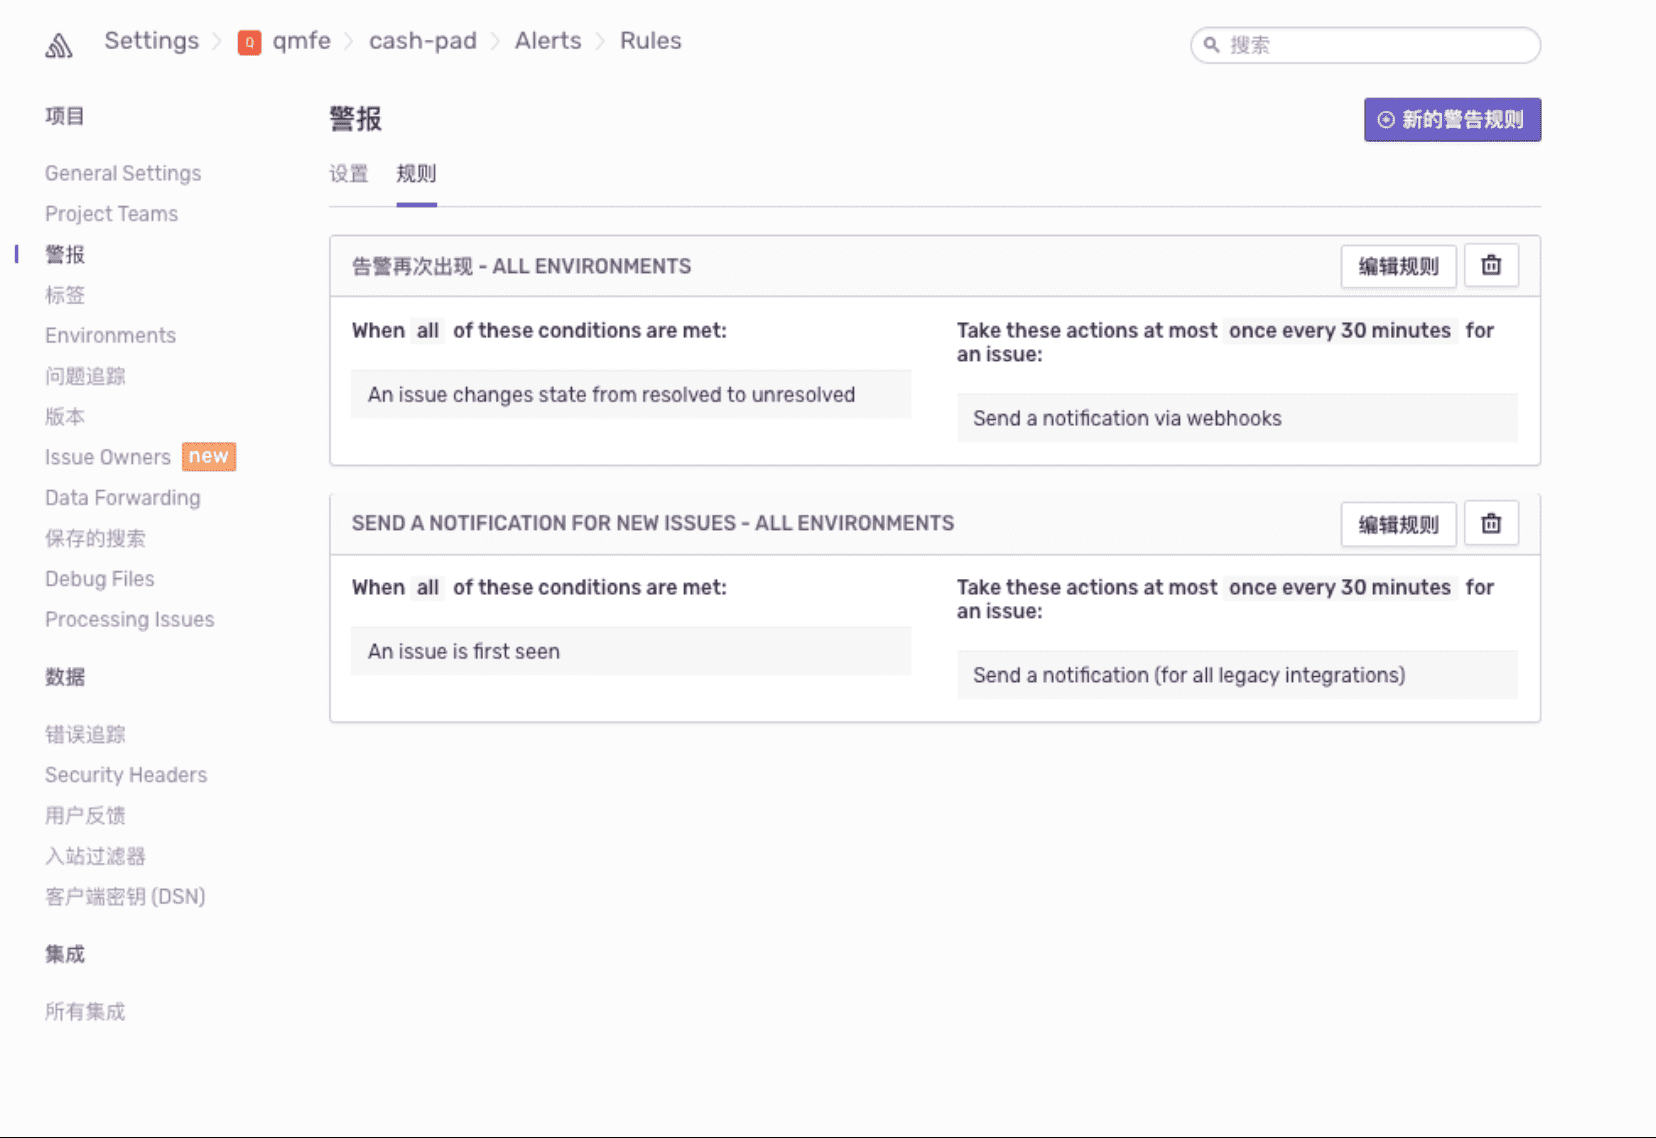 Settings qmfe cash-pad Alerts Rules
搜索
项目
General Settings
Project Teams
警报
标签
Environments
问题追踪
版本
Issue Owners new
Data Forwarding
保存的搜索
Debug Files
Processing Issues
数据
错误追踪
Security Headers
用户反馈
入站过滤器
客户端密钥 (DSN)
集成
所有集成
警报
新的警告规则
设置 规则
告警再次出现 - ALL ENVIRONMENTS
编辑规则
When all of these conditions are met:
An issue changes state from resolved to unresolved
Take these actions at most once every 30 minutes for
an issue:
Send a notification via webhooks
SEND A NOTIFICATION FOR NEW ISSUES - ALL ENVIRONMENTS
编辑规则
When all of these conditions are met:
An issue is first seen
Take these actions at most once every 30 minutes for
an issue:
Send a notification (for all legacy integrations)